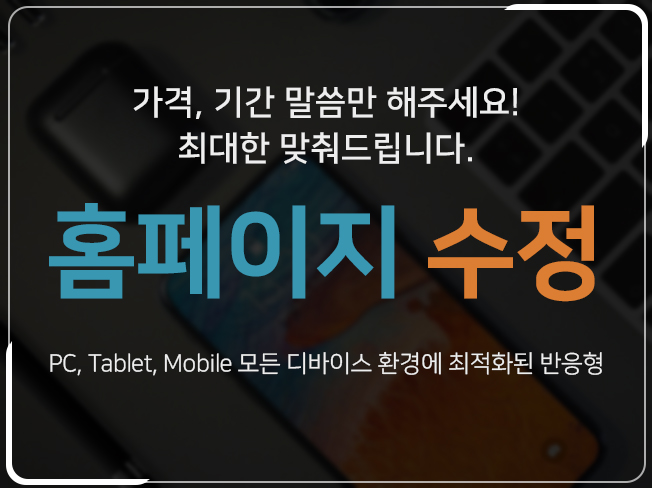 가격, 기간 말씀만 해주세요!
최대한 맞춰드립니다.
홈페이지 수정
PC, Tablet, Mobile 모든 디바이스 환경에 최적화된 반응형